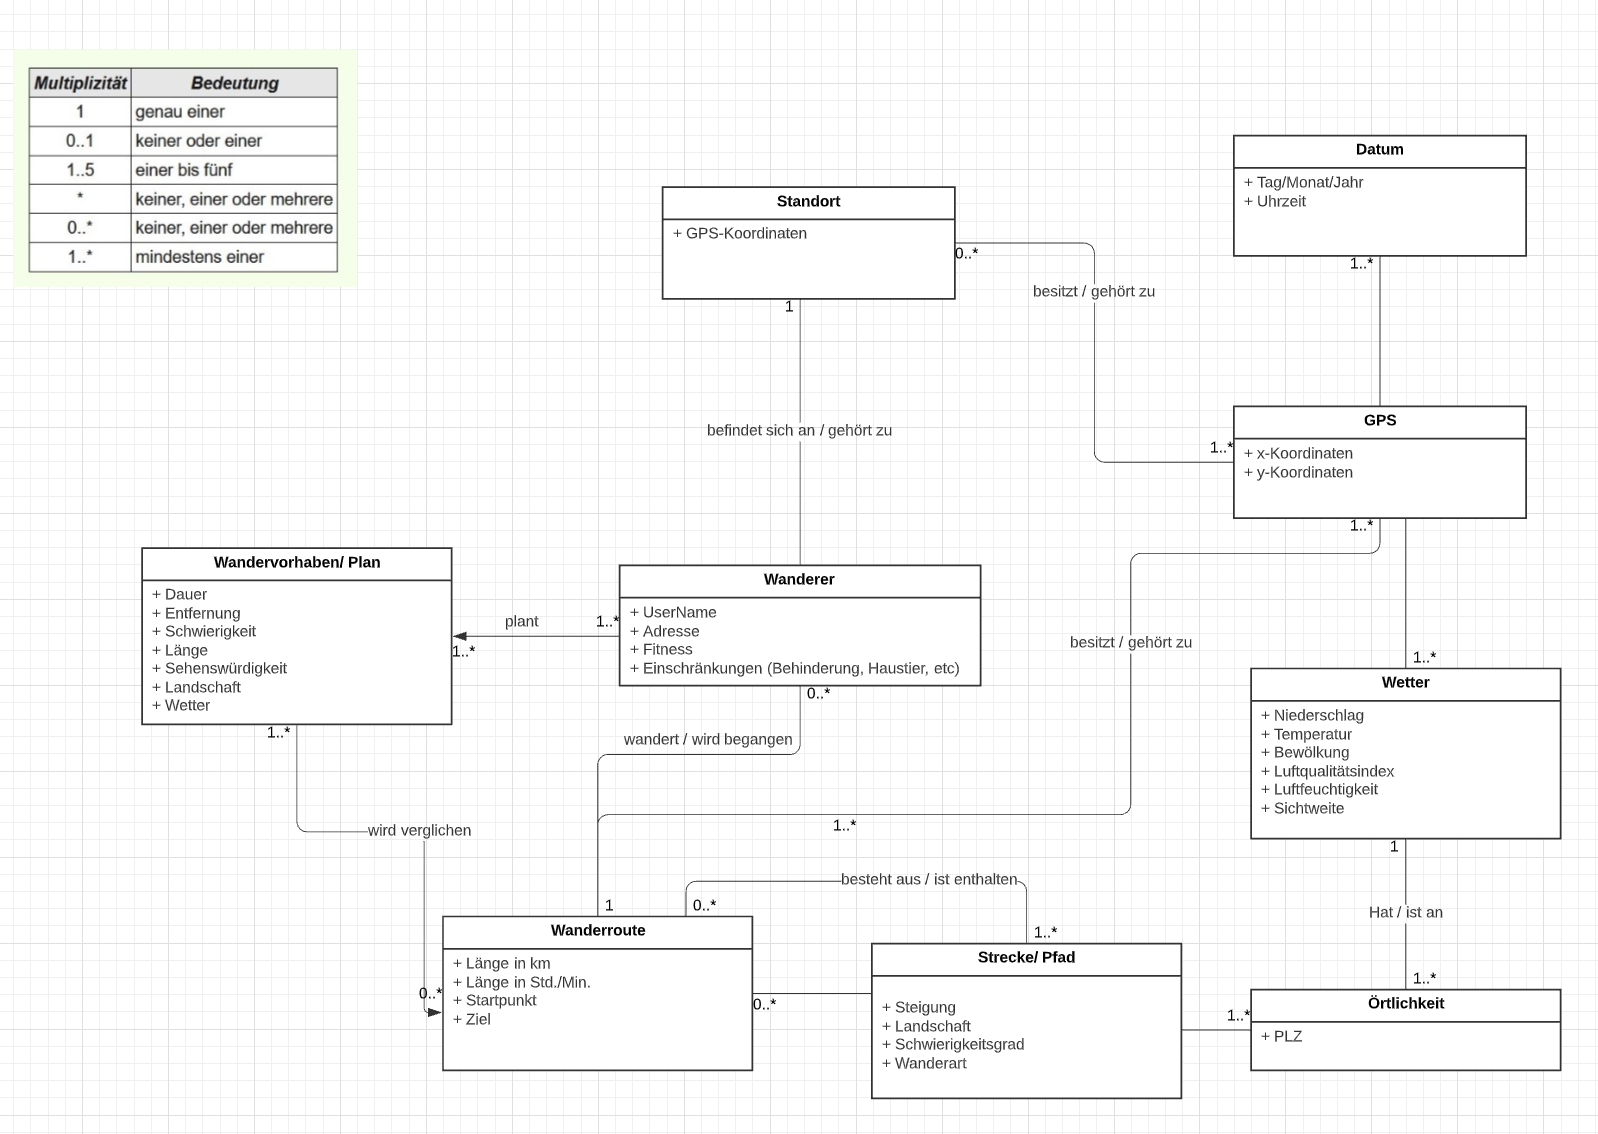 Multiplizität Bedeutung
1 genau einer
0..1 keiner oder einer
1..5 einer bis fünf
* keiner, einer oder mehrere
0..* keiner, einer oder mehrere
1..* mindestens einer
Datum
+ Tag/Monat/Jahr
+ Uhrzeit
1..*
Standort
+ GPS-Koordinaten
0..*
1
besitzt / gehört zu
befindet sich an / gehört zu
1..*
GPS
+ x-Koordinaten
+ y-Koordinaten
1..*
Wandervorhaben/ Plan
+ Dauer
+ Entfernung
+ Schwierigkeit
+ Länge
+ Sehenswürdigkeit
+ Landschaft
+ Wetter
1..*
plant
1..*
1..*
Wanderer
+ UserName
+ Adresse
+ Fitness
+ Einschränkungen (Behinderung, Haustier, etc)
0..*
besitzt / gehört zu
1..*
Wetter
+ Niederschlag
+ Temperatur
+ Bewölkung
+ Luftqualitätsindex
+ Luftfeuchtigkeit
+ Sichtweite
1
wandert / wird begangen
1..*
wird verglichen
besteht aus / ist enthalten
1
0..*
1..*
Hat / ist an
1..*
0..*
Wanderroute
+ Länge in km
+ Länge in Std./Min.
+ Startpunkt
+ Ziel
0..*
Strecke/ Pfad
+ Steigung
+ Landschaft
+ Schwierigkeitsgrad
+ Wanderart
1..*
Örtlichkeit
+ PLZ